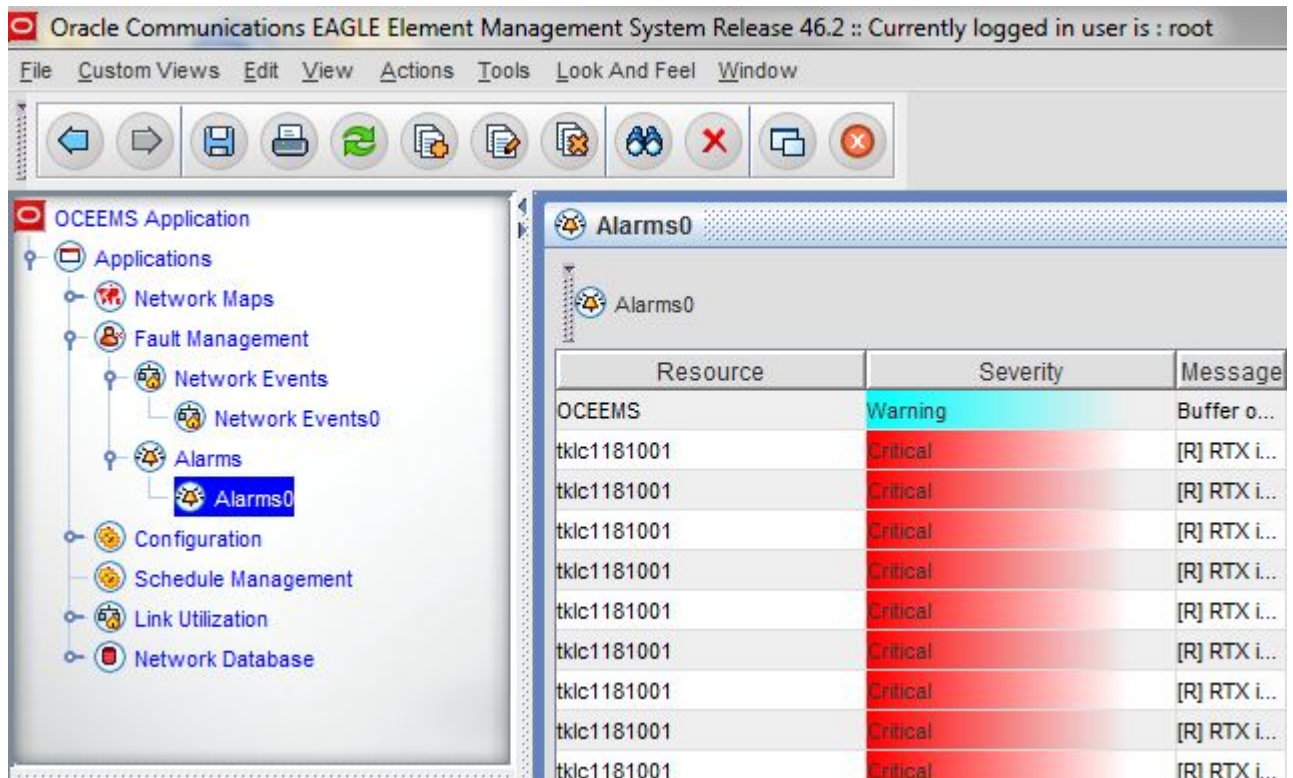 Oracle Communications EAGLE Element Management System Release 46.2 :: Currently logged in user is : root
File Custom Views Edit View Actions Tools Look And Feel Window
OCEEMS Application
Applications
Network Maps
Fault Management
Network Events
Network Events0
Alarms
Alarms0
Configuration
Schedule Management
Link Utilization
Network Database
Alarms0
Alarms0
Resource Severity Message
OCEEMS Warning Buffer o...
tklc1181001 Critical [R] RTX i...
tklc1181001 Critical [R] RTX i...
tklc1181001 Critical [R] RTX i...
tklc1181001 Critical [R] RTX i...
tklc1181001 Critical [R] RTX i...
tklc1181001 Critical [R] RTX i...
tklc1181001 Critical [R] RTX i...
tklc1181001 Critical [R] RTX i...
tklc1181001 Critical [R] RTX i...